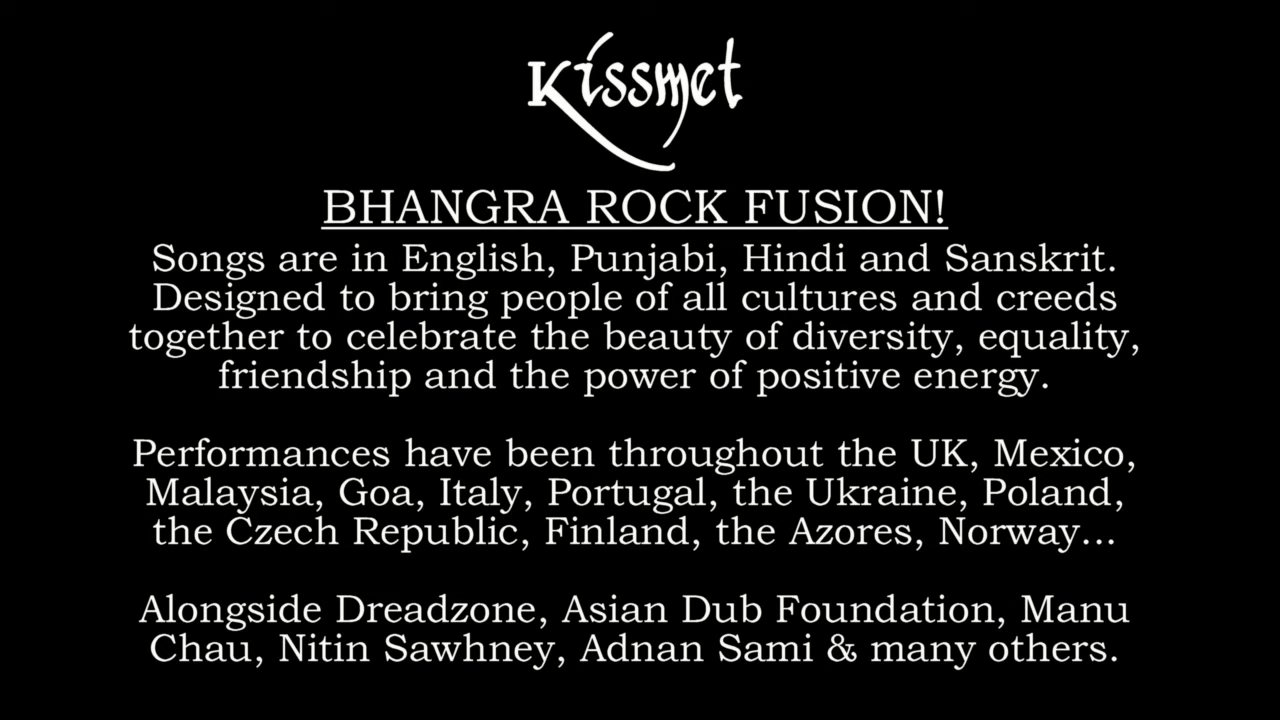 Kissmet
BHANGRA ROCK FUSION!
Songs are in English, Punjabi, Hindi and Sanskrit.
Designed to bring people of all cultures and creeds
together to celebrate the beauty of diversity, equality,
friendship and the power of positive energy.
Performances have been throughout the UK, Mexico,
Malaysia, Goa, Italy, Portugal, the Ukraine, Poland,
the Czech Republic, Finland, the Azores, Norway...
Alongside Dreadzone, Asian Dub Foundation, Manu
Chau, Nitin Sawhney, Adnan Sami & many others.